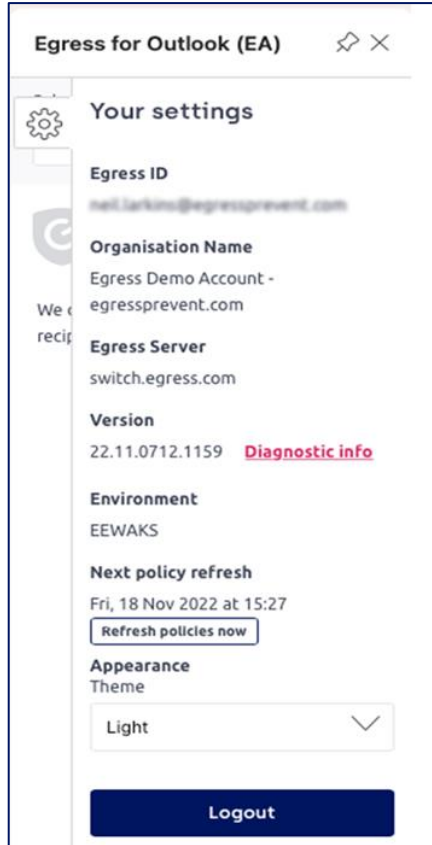 Egress for Outlook (EA)
Your settings
Egress ID
Organisation Name
Egress Demo Account -
egressprevent.com
We
recip
Egress Server
switch.egress.com
Version
22.11.0712.1159 Diagnostic info
Environment
EEWAKS
Next policy refresh
Fri, 18 Nov 2022 at 15:27
Refresh policies now
Appearance
Theme
Light
Logout